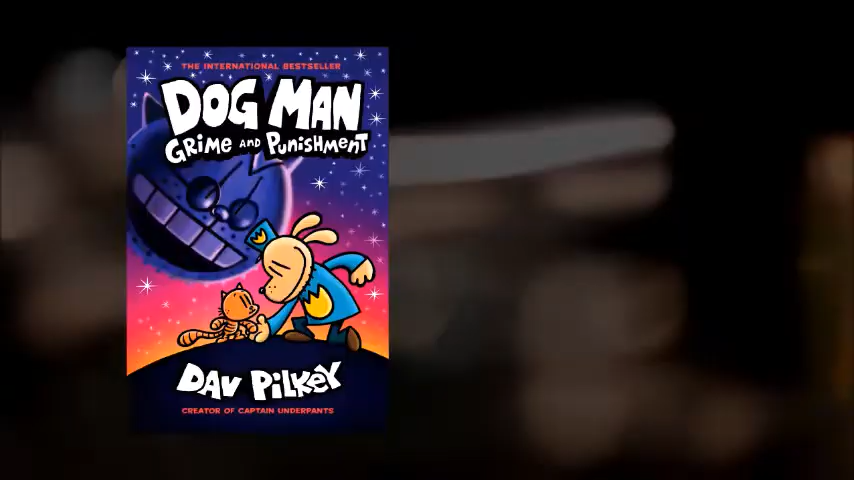 THE INTERNATIONAL BESTSELLER
DOG MAN
GRIME AND PUNISHMENT
DAV PILKEY
CREATOR OF CAPTAIN UNDERPANTS